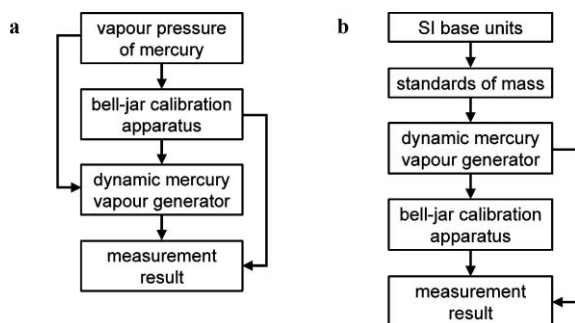 a
vapour pressure
of mercury
bell-jar calibration
apparatus
dynamic mercury
vapour generator
measurement
result
b
SI base units
standards of mass
dynamic mercury
vapour generator
bell-jar calibration
apparatus
measurement
result